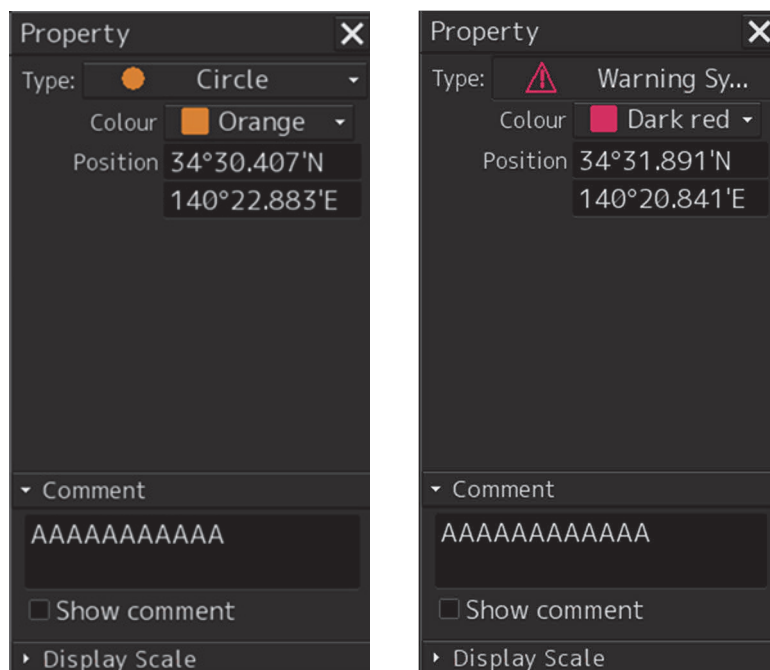 Property
Type: Circle
Colour Orange
Position 34°30.407'N
140°22.883'E
Comment
AAAAAAAAAAA
Show comment
Display Scale
Property
Type: Warning Sy...
Colour Dark red
Position 34°31.891'N
140°20.841'E
Comment
AAAAAAAAAAAA
Show comment
Display Scale